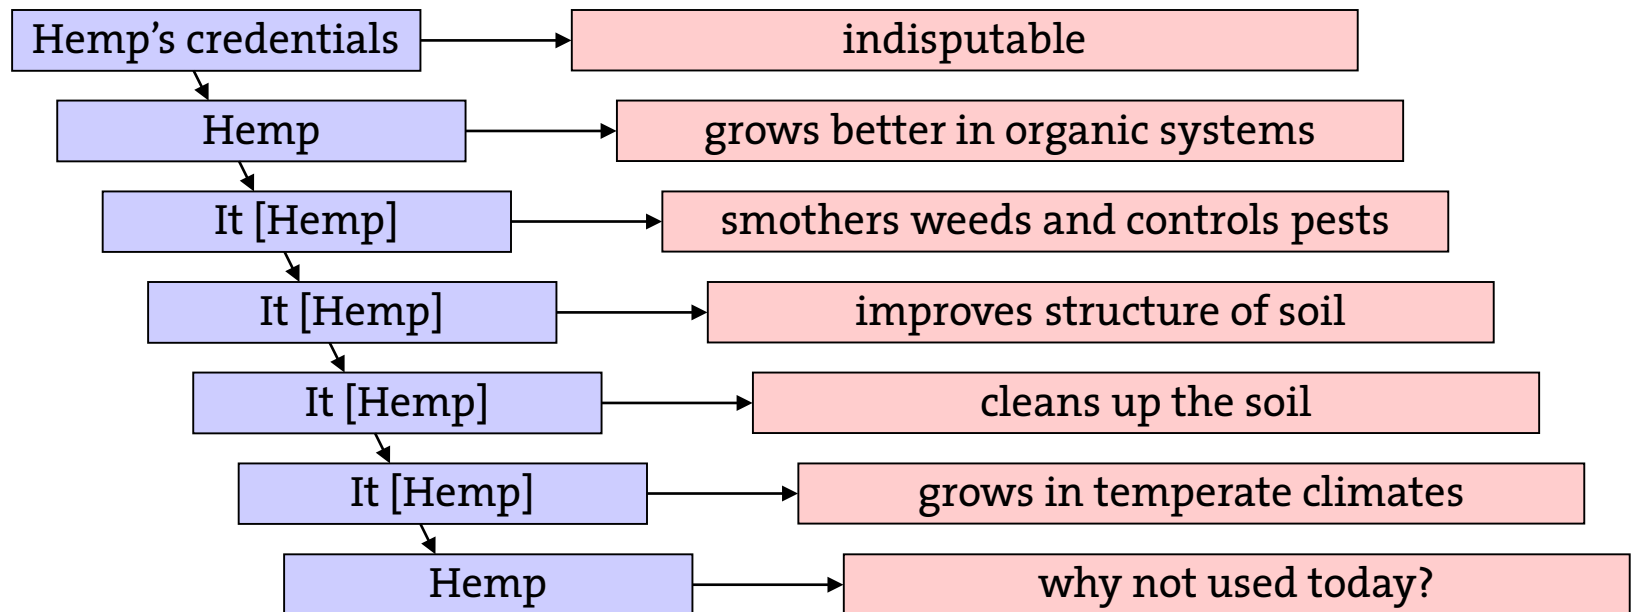 Hemp’s credentials indisputable
Hemp grows better in organic systems
It [Hemp] smothers weeds and controls pests
It [Hemp] improves structure of soil
It [Hemp] cleans up the soil
It [Hemp] grows in temperate climates
Hemp why not used today?